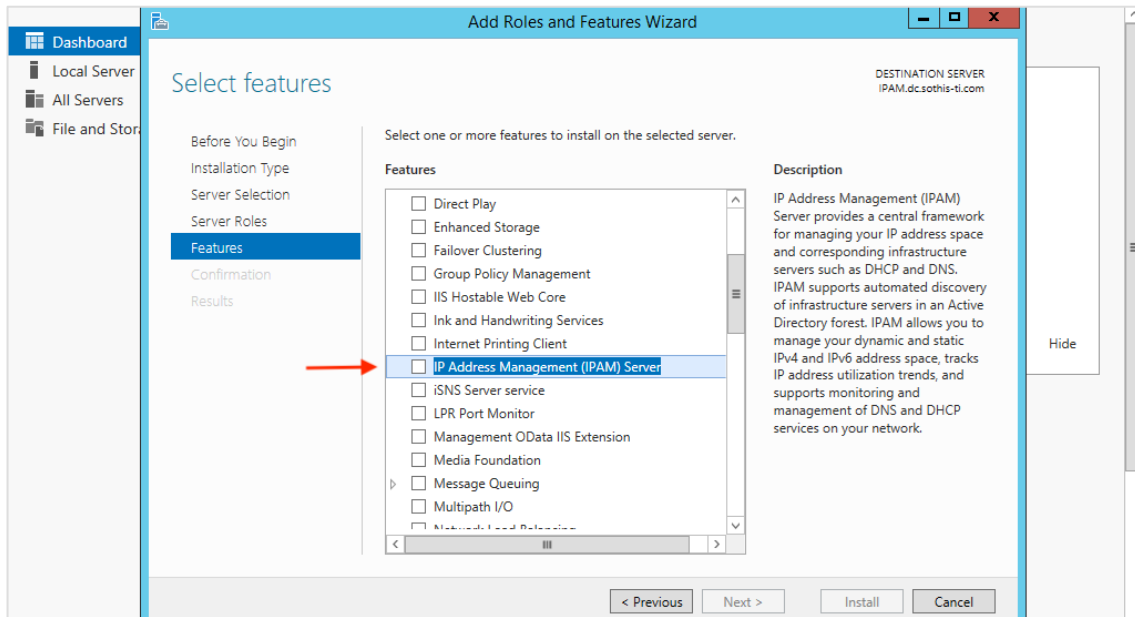 Add Roles and Features Wizard
Dashboard
Local Server
All Servers
File and Stor
Select features
DESTINATION SERVER
IPAM.dc.sothis-ti.com
Before You Begin
Installation Type
Server Selection
Server Roles
Features
Confirmation
Results
Select one or more features to install on the selected server.
Features
Direct Play
Enhanced Storage
Failover Clustering
Group Policy Management
IIS Hostable Web Core
Ink and Handwriting Services
Internet Printing Client
IP Address Management (IPAM) Server
iSNS Server service
LPR Port Monitor
Management OData IIS Extension
Media Foundation
Message Queuing
Multipath I/O
Network Load Balancing
Description
IP Address Management (IPAM)
Server provides a central framework
for managing your IP address space
and corresponding infrastructure
servers such as DHCP and DNS.
IPAM supports automated discovery
of infrastructure servers in an Active
Directory forest. IPAM allows you to
manage your dynamic and static
IPv4 and IPv6 address space, tracks
IP address utilization trends, and
supports monitoring and
management of DNS and DHCP
services on your network.
Hide
< Previous
Next >
Install
Cancel